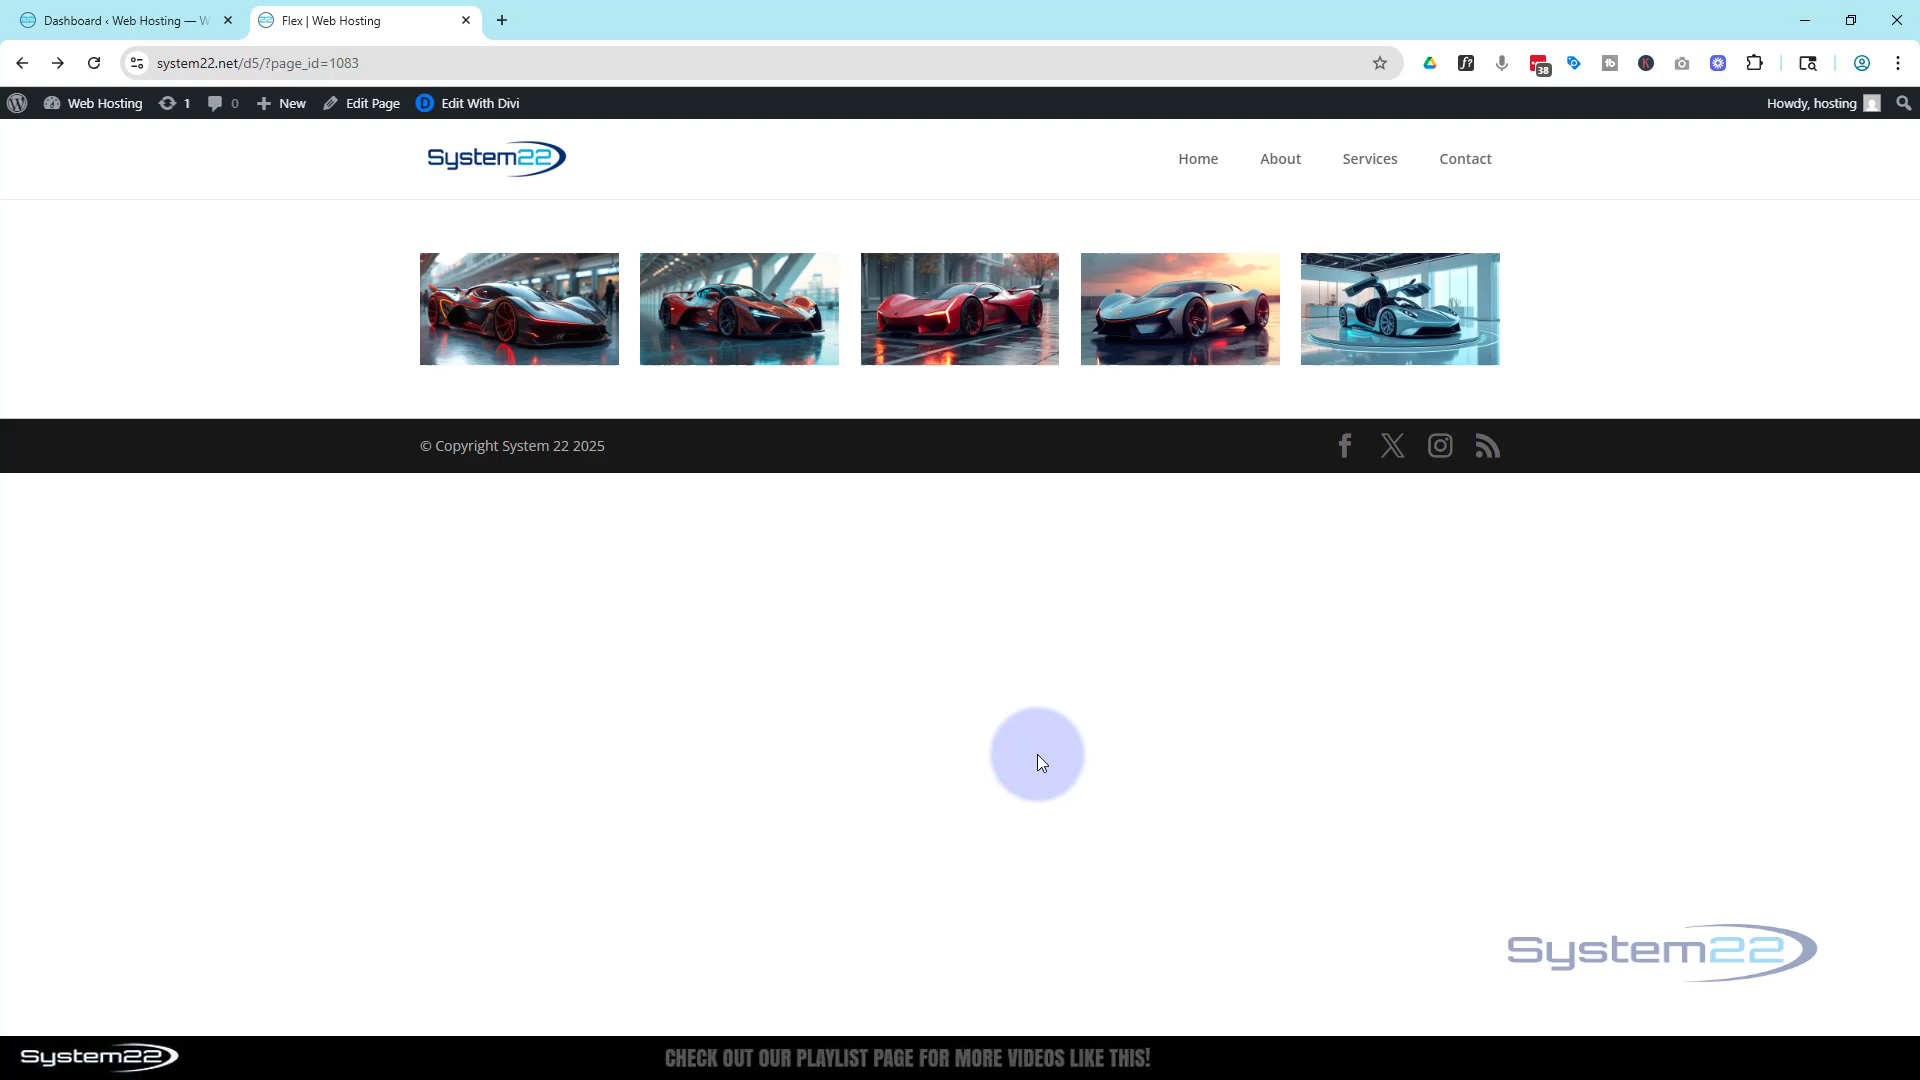 Dashboard ‹ Web Hosting — W
Flex | Web Hosting
system22.net/d5/?page_id=1083
f?
38
tb
K
Web Hosting
1
0
New
Edit Page
D
Edit With Divi
Howdy, hosting
System22
Home
About
Services
Contact
© Copyright System 22 2025
System22
System22
CHECK OUT OUR PLAYLIST PAGE FOR MORE VIDEOS LIKE THIS!